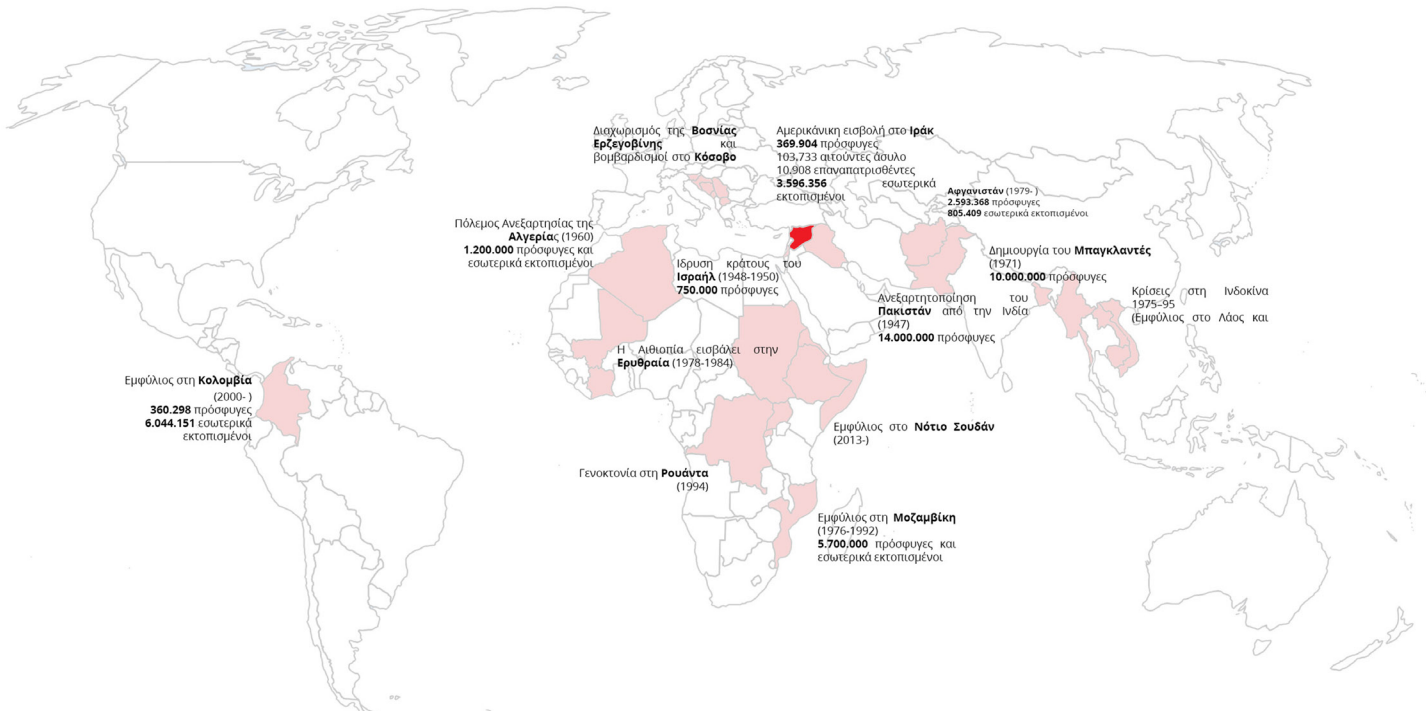 Διαχωρισμός της Βοσνίας
Ερζεγοβίνης και
βομβαρδισμοί στο Κόσοβο
Αμερικάνικη εισβολή στο Ιράκ
369.904 πρόσφυγες
103,733 αιτούντες άσυλο
10,908 επαναπατρισθέντες
3.596.356 εσωτερικά
εκτοπισμένοι
Αφγανιστάν (1979- )
2.593.368 πρόσφυγες
805.409 εσωτερικά εκτοπισμένοι
Πόλεμος Ανεξαρτησίας της
Αλγερίας (1960)
1.200.000 πρόσφυγες και
εσωτερικά εκτοπισμένοι
Ιδρυση κράτους του
Ισραήλ (1948-1950)
750.000 πρόσφυγες
Δημιουργία του Μπαγκλαντές
(1971)
10.000.000 πρόσφυγες
Ανεξαρτητοποίηση του
Πακιστάν από την Ινδία
(1947)
14.000.000 πρόσφυγες
Κρίσεις στη Ινδοκίνα
1975–95
(Εμφύλιος στο Λάος και
Η Αιθιοπία εισβάλει στην
Ερυθραία (1978-1984)
Εμφύλιος στη Κολομβία
(2000- )
360.298 πρόσφυγες
6.044.151 εσωτερικά
εκτοπισμένοι
Εμφύλιος στο Νότιο Σουδάν
(2013-)
Γενοκτονία στη Ρουάντα
(1994)
Εμφύλιος στη Μοζαμβίκη
(1976-1992)
5.700.000 πρόσφυγες και
εσωτερικά εκτοπισμένοι